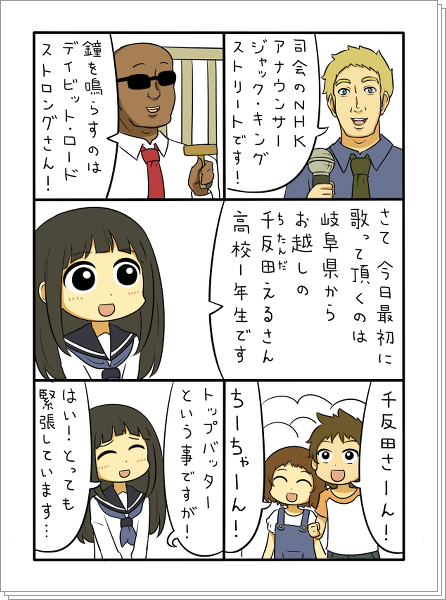 司会のNHK
アナウンサー
ジャック・キング
ストリートです!
鐘を鳴らすのは
デイビット・ロード
ストロングさん!
さて 今日最初に
歌って頂くのは
岐阜県から
お越しの
千反田えるさん
ちたんだ
高校1年生です
千反田さーん!
ちーちゃーん!
トップバッター
という事ですが!
はい!とっても
緊張しています…